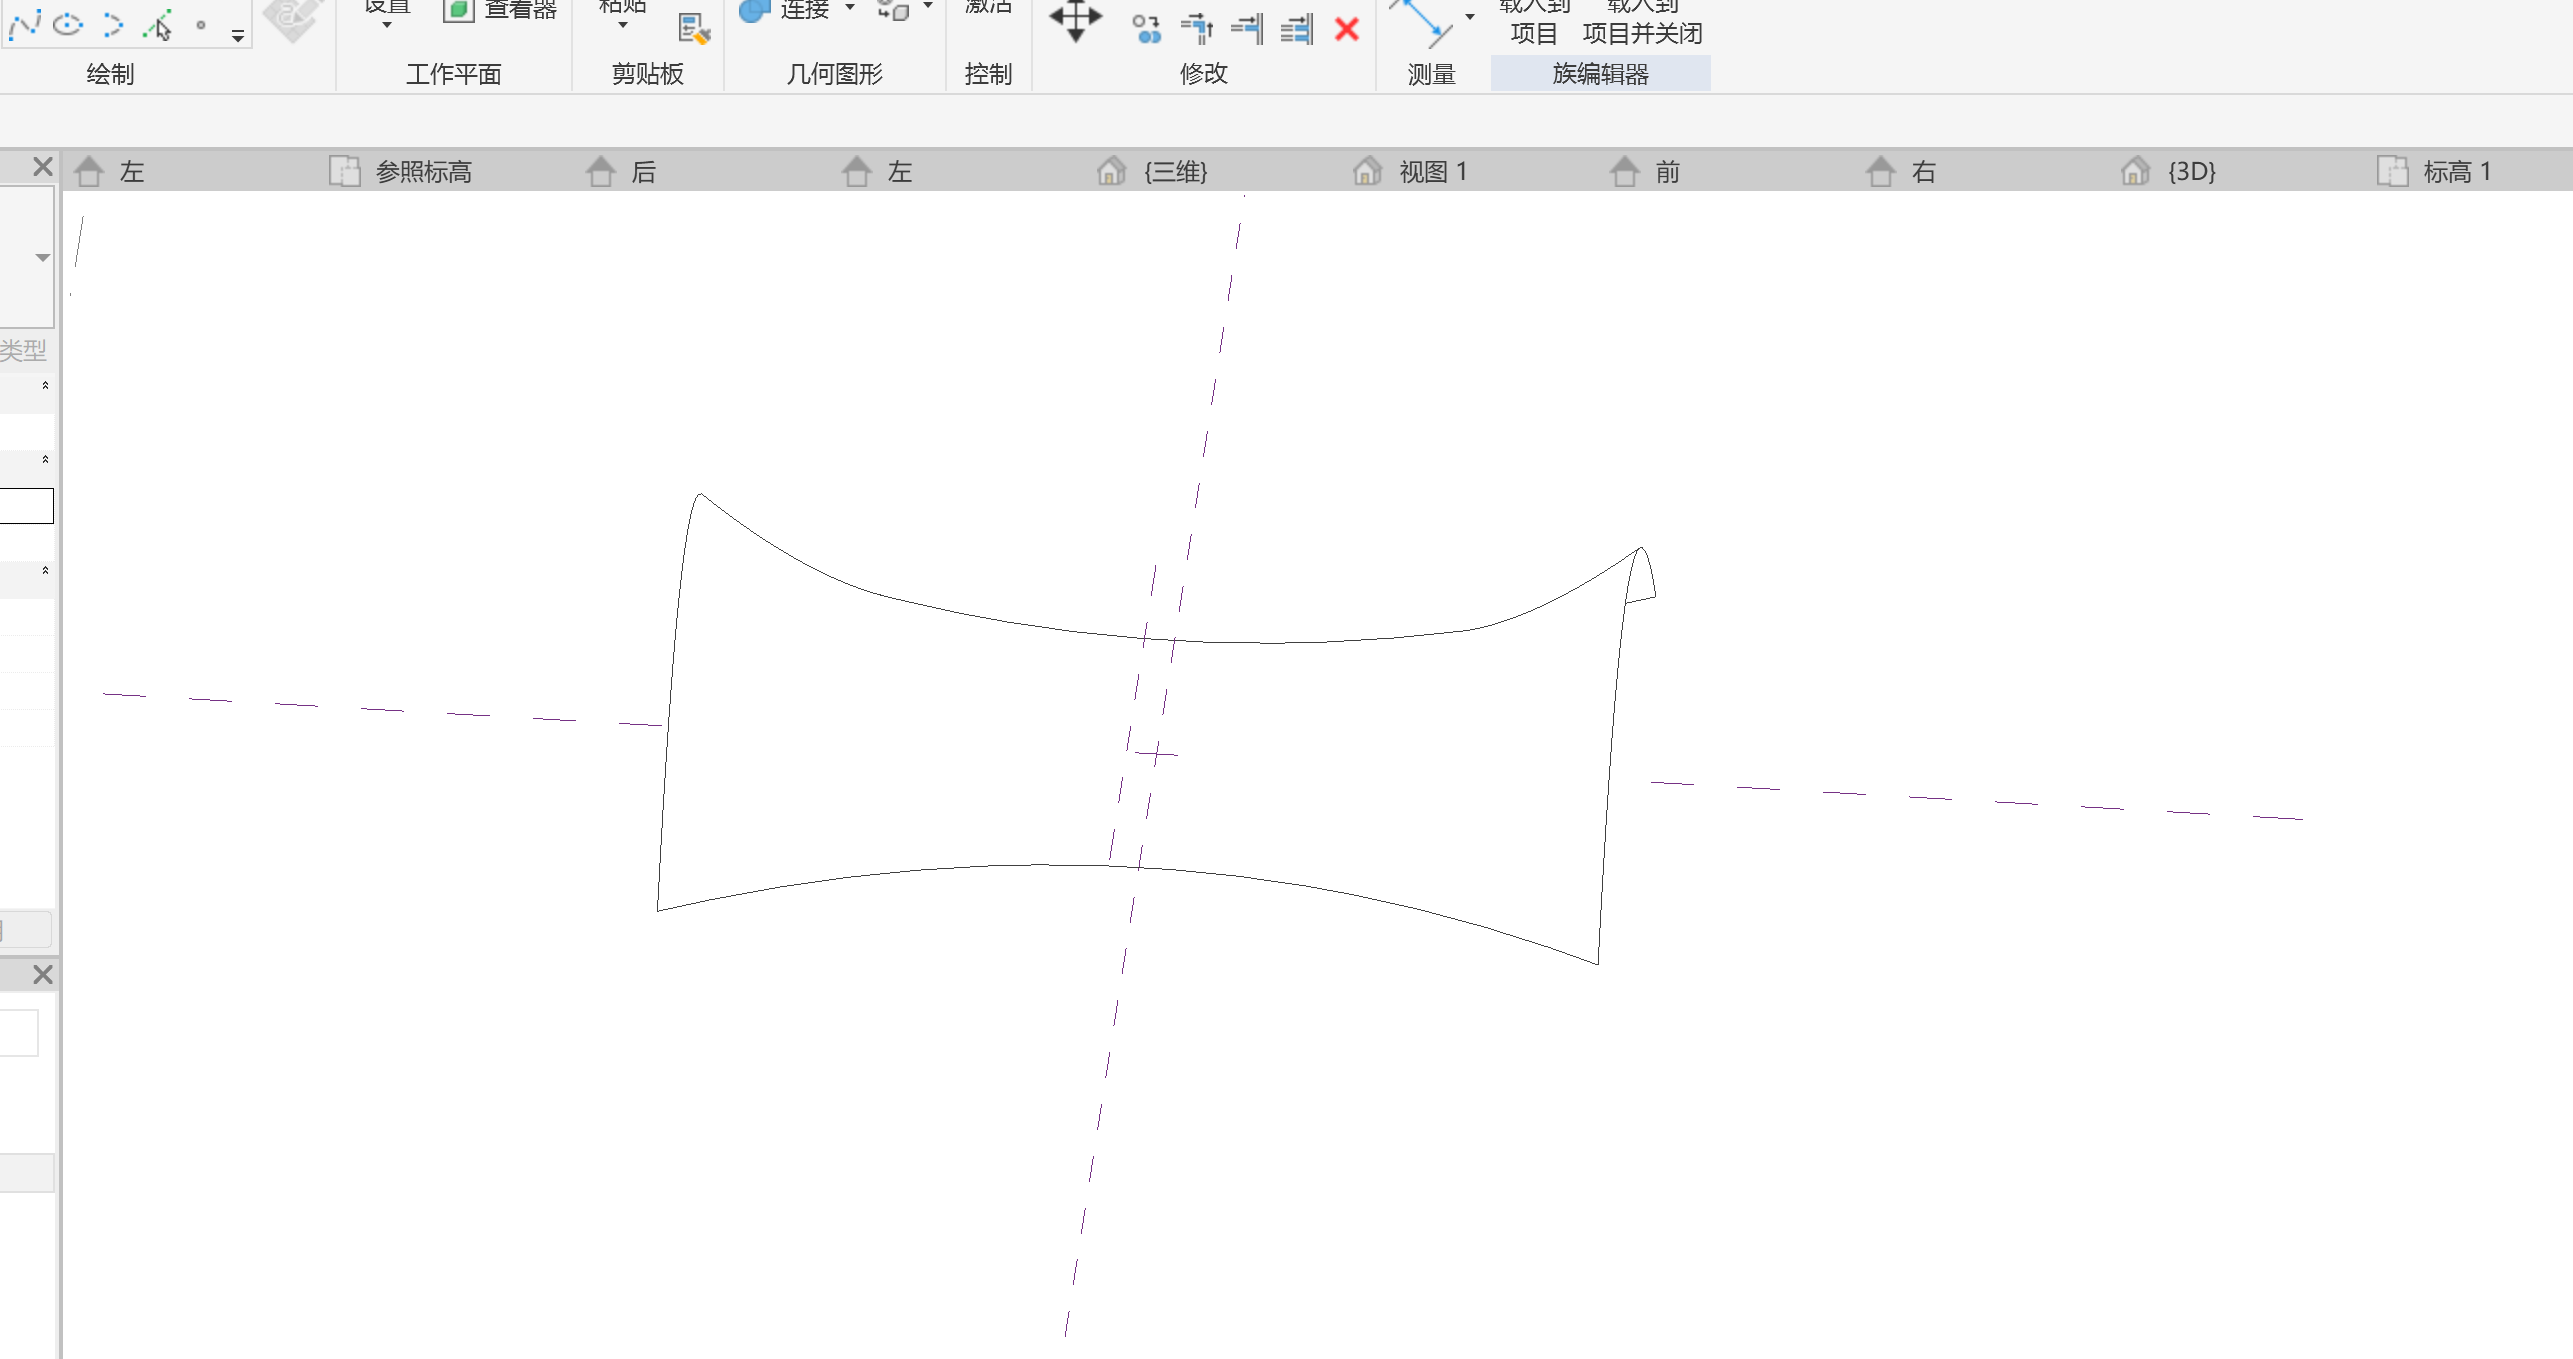 设置
查看器
粘贴
连接
激活
载入到
载入到
项目
项目并关闭
绘制
工作平面
剪贴板
几何图形
控制
修改
测量
族编辑器
左
参照标高
后
左
{三维}
视图 1
前
右
{3D}
标高 1
类型